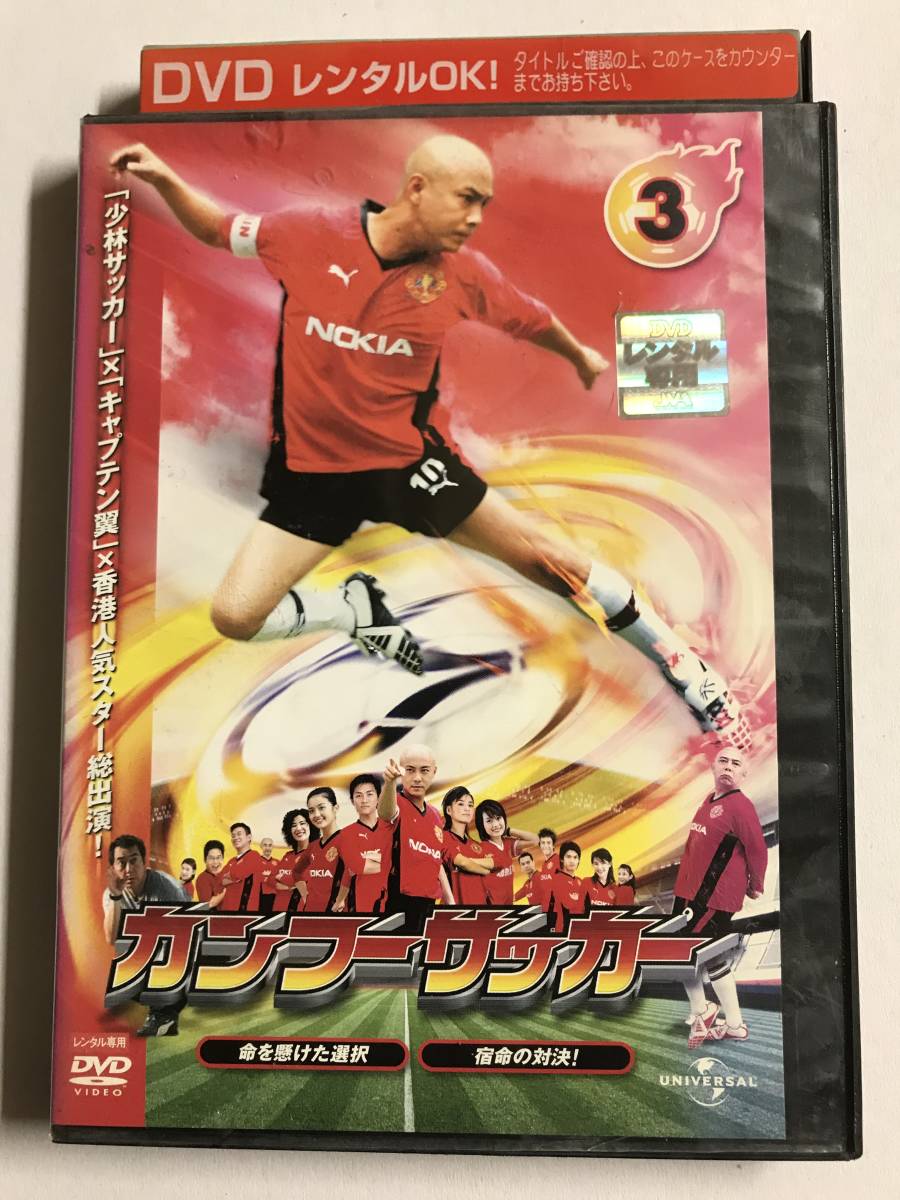 DVD レンタルOK!
タイトルご確認の上、このケースをカウンター
までお持ち下さい。
3
DVD
レンタル
専用
JVA
「少林サッカー」×「キャプテン翼」×香港人気スター総出演!
NOKIA
10
NOKIA
カンフーサッカー
命を懸けた選択
宿命の対決!
レンタル専用
DVD
VIDEO
UNIVERSAL